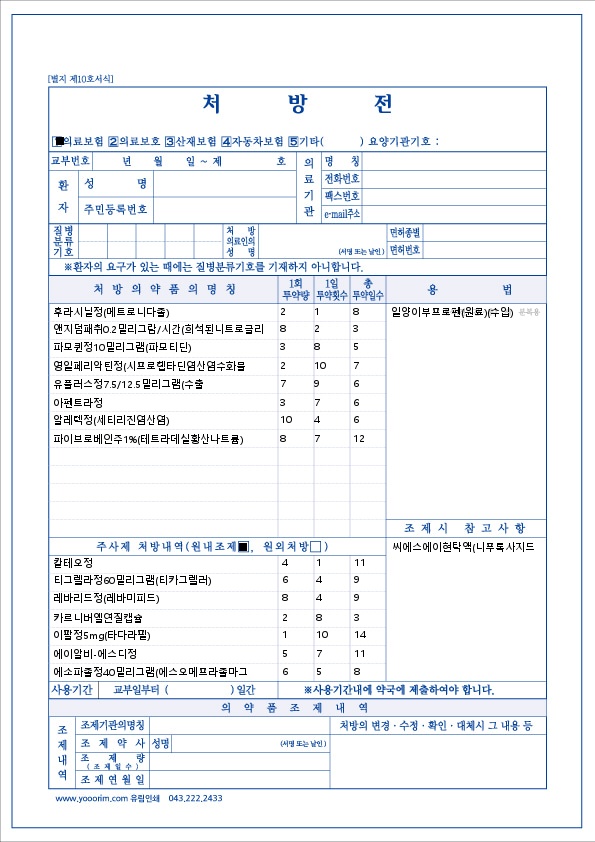 [별지 제10호서식]
처 방 전
■의료보험 2의료보호 3산재보험 4자동차보험 5기타( ) 요양기관기호 :
교부번호 년 월 일 ~ 제 호
의료기관 명 칭
환자 성 명
전화번호
팩스번호
주민등록번호
e-mail주소
질병분류기호
처 방 의료인의 성 명
(서명 또는 날인)
면허종별
면허번호
※환자의 요구가 있는 때에는 질병분류기호를 기재하지 아니합니다.
처 방 의 약 품 의 명 칭 1회 투약량 1일 투약횟수 총 투약일수 용 법
후라시닐정(메트로니다졸) 2 1 8 일양이부프로펜(원료)(수입) 분복용
앤지덤패취0.2밀리그람/시간(희석된니트로글리 8 2 3
파모퀸정10밀리그램(파모티딘) 3 8 5
영일페리악틴정(시프로헵타딘염산염수화물 2 10 7
유플러스정7.5/12.5밀리그램(수출 7 9 6
아펜트라정 3 7 6
알레텍정(세티리진염산염) 10 4 6
파이브로베인주1%(테트라데실황산나트륨) 8 7 12
조 제 시 참 고 사 항
주사제 처방내역(원내조제■, 원외처방□)
씨에스에이현탁액(니푸록사지드
칼테오정 4 1 11
티그렐라정60밀리그램(티카그렐러) 6 4 9
레바리드정(레바미피드) 8 4 9
카르니버엘연질캡슐 2 8 3
이팔정5mg(타다라필) 1 10 14
에이알비-에스디정 5 7 11
에소파졸정40밀리그램(에스오메프라졸마그 6 5 8
사용기간 교부일부터 ( ) 일간 ※사용기간내에 약국에 제출하여야 합니다.
의 약 품 조 제 내 역
조제내역 조제기관의명칭 처방의 변경·수정·확인·대체시 그 내용 등
조 제 약 사 성명 (서명 또는 날인)
조 제 량
(조제일수)
조 제 연 월 일
www.yooorim.com 유림인쇄 043.222.2433